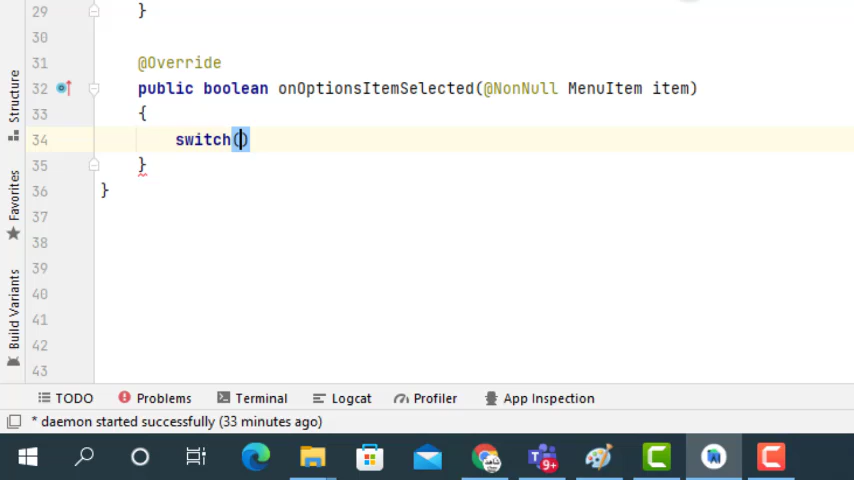 29 }
30
31 @Override
32 public boolean onOptionsItemSelected(@NonNull MenuItem item)
33 {
34 switch()
35 }
36 }
37
38
39
40
41
42
43
Structure
Favorites
Build Variants
TODO Problems Terminal Logcat Profiler App Inspection
* daemon started successfully (33 minutes ago)
9+